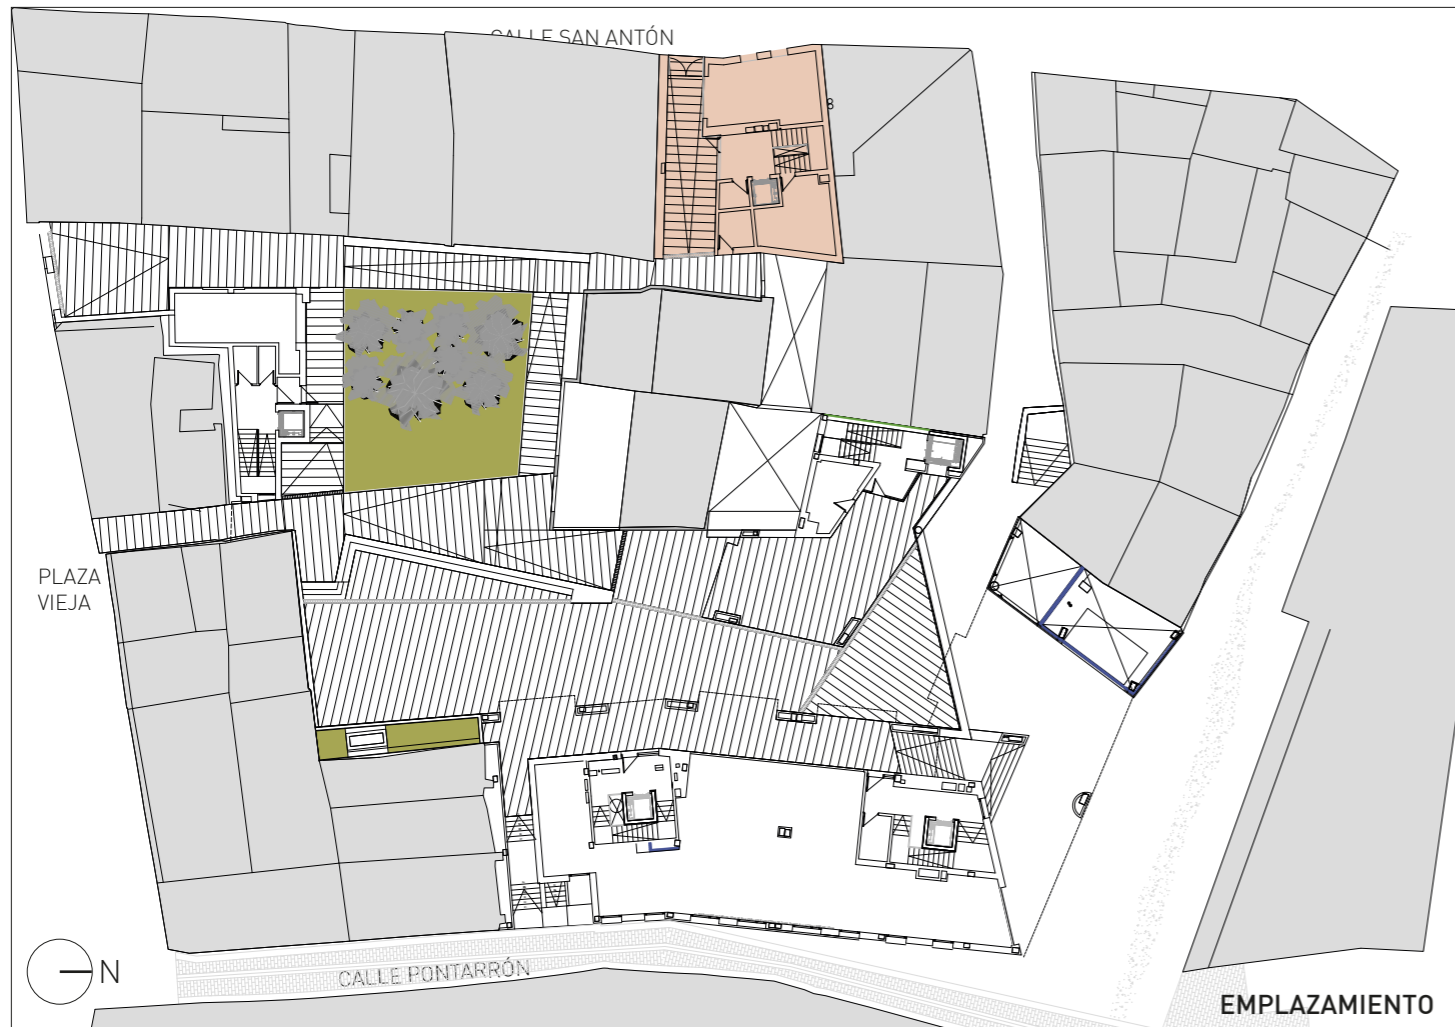 CALLE SAN ANTÓN
PLAZA
VIEJA
N
CALLE PONTARRÓN
EMPLAZAMIENTO